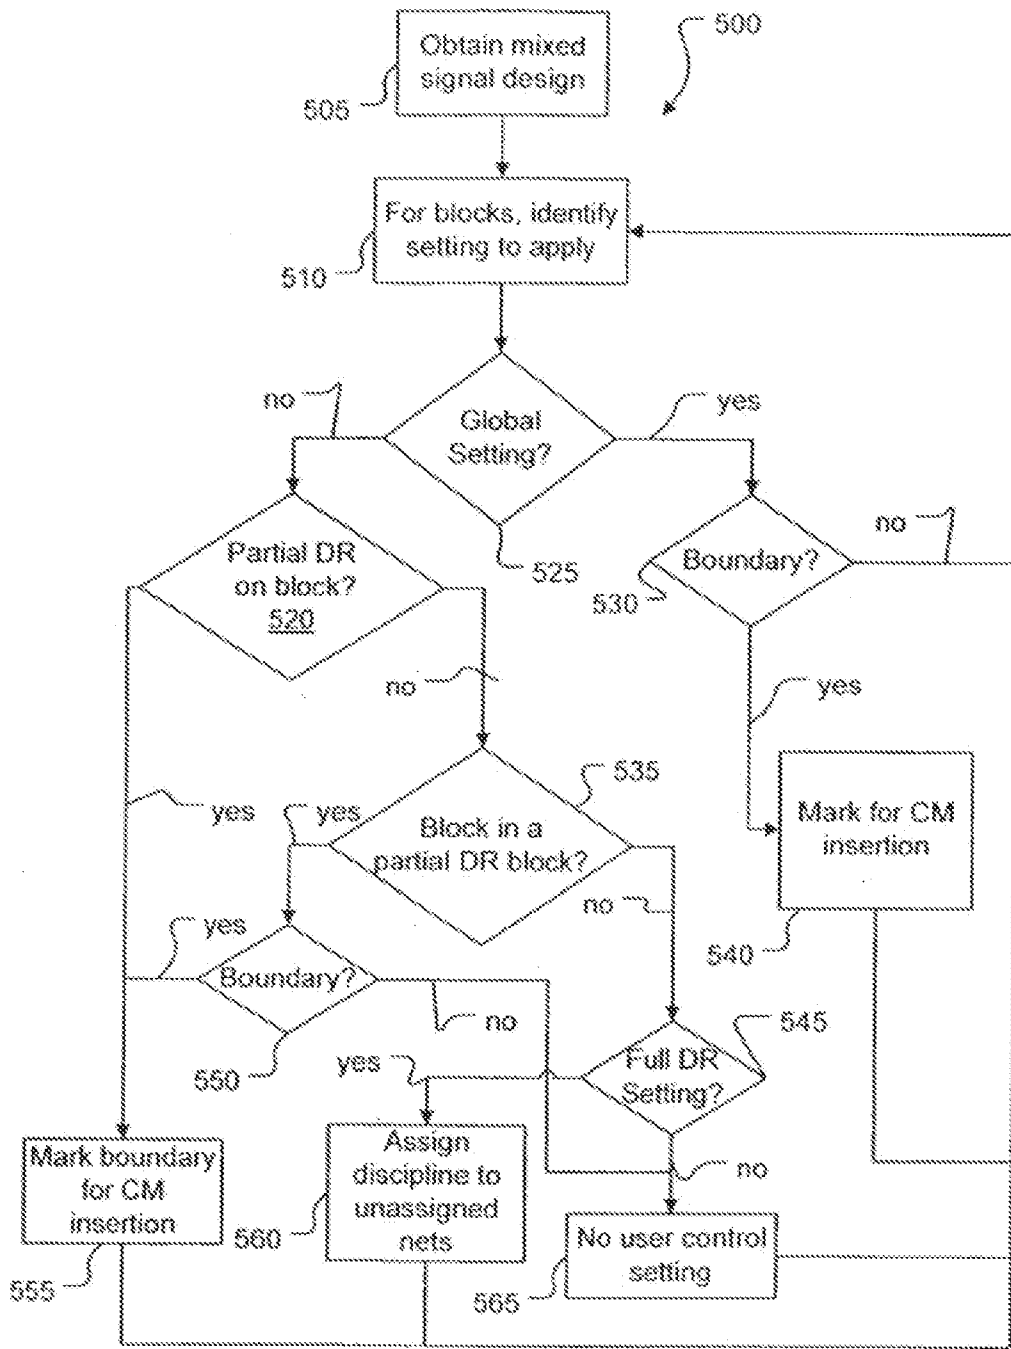 500
Obtain mixed
signal design
505
For blocks, identify
setting to apply
510
no
yes
Global
Setting?
525
Partial DR
on block?
520
no
Boundary?
530
no
yes
yes
535
Block in a
partial DR block?
yes
no
Mark for CM
insertion
540
yes
Boundary?
550
no
545
Full DR
Setting?
yes
no
Mark boundary
for CM
insertion
555
Assign
discipline to
unassigned
nets
560
No user control
setting
565